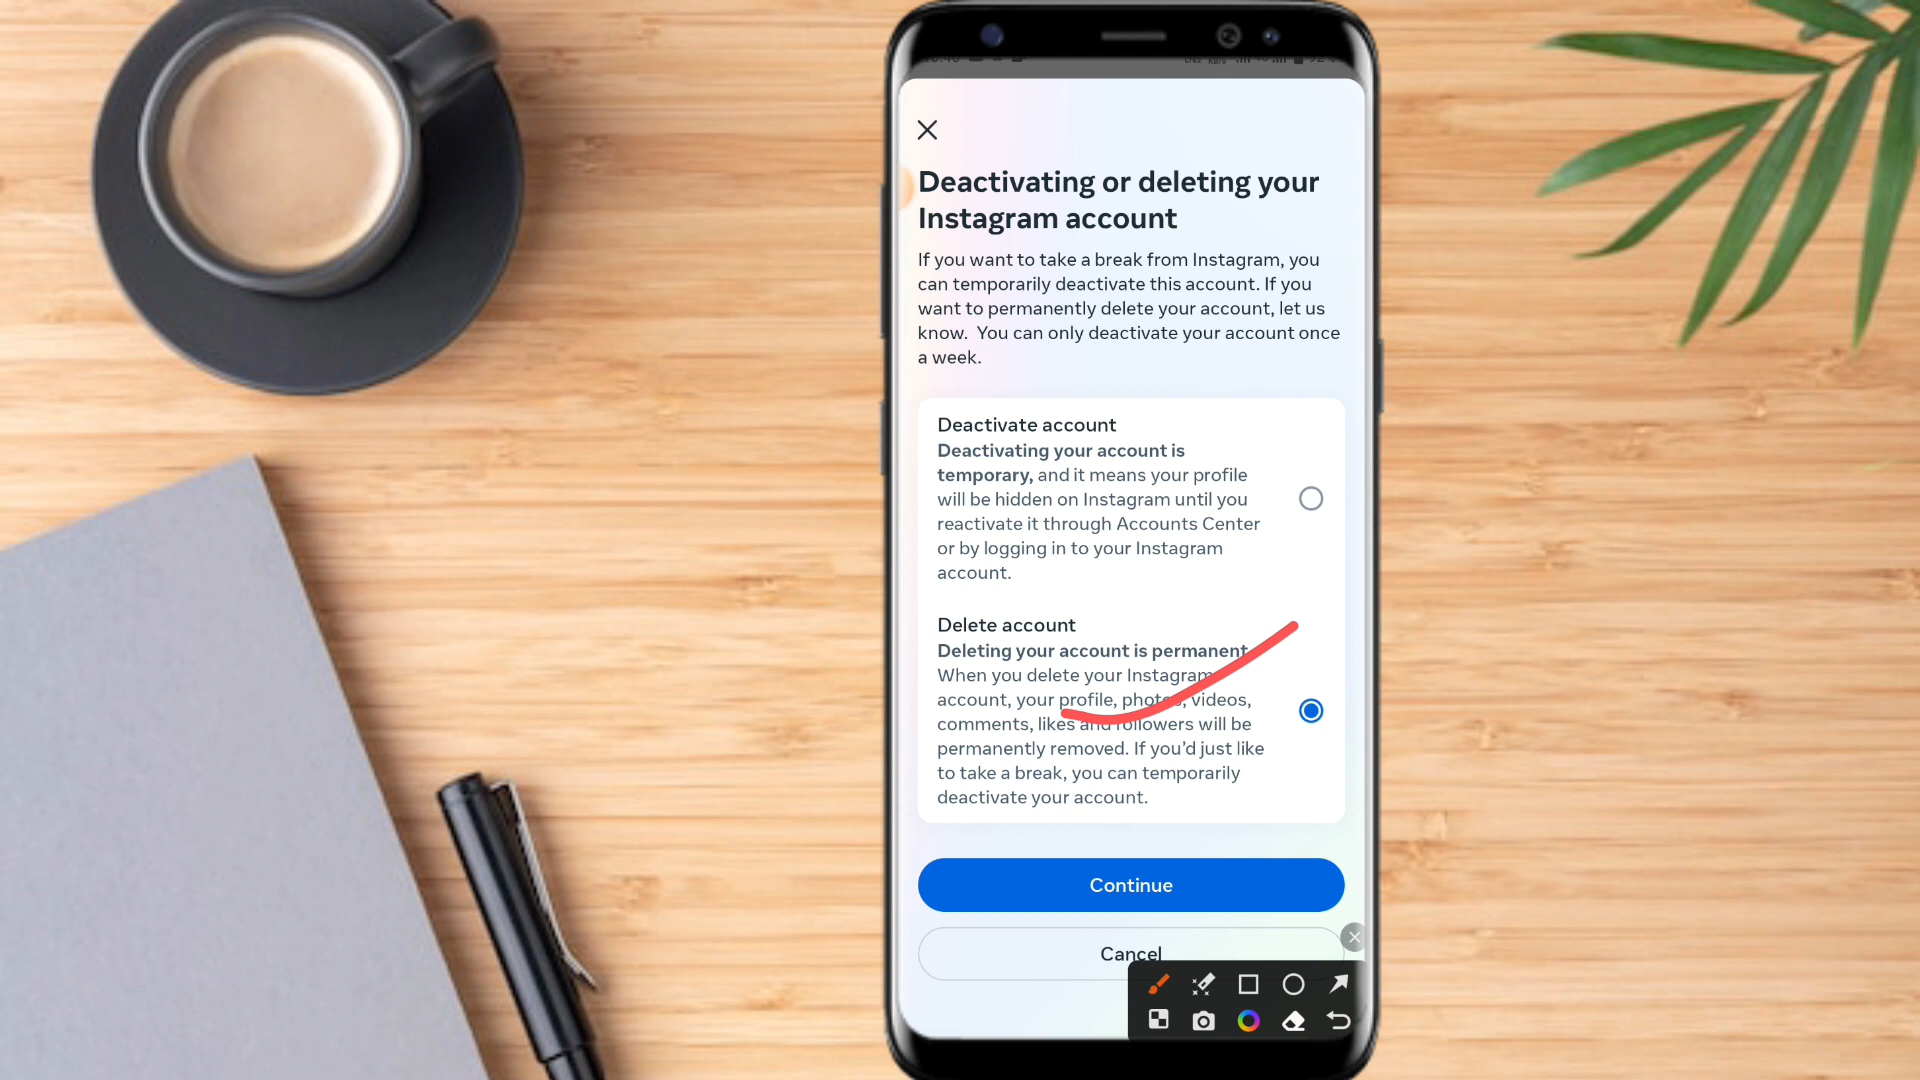 Deactivating or deleting your
Instagram account
If you want to take a break from Instagram, you
can temporarily deactivate this account. If you
want to permanently delete your account, let us
know. You can only deactivate your account once
a week.
Deactivate account
Deactivating your account is
temporary, and it means your profile
will be hidden on Instagram until you
reactivate it through Accounts Center
or by logging in to your Instagram
account.
Delete account
Deleting your account is permanent.
When you delete your Instagram
account, your profile, photos, videos,
comments, likes and followers will be
permanently removed. If you’d just like
to take a break, you can temporarily
deactivate your account.
Continue
Cancel